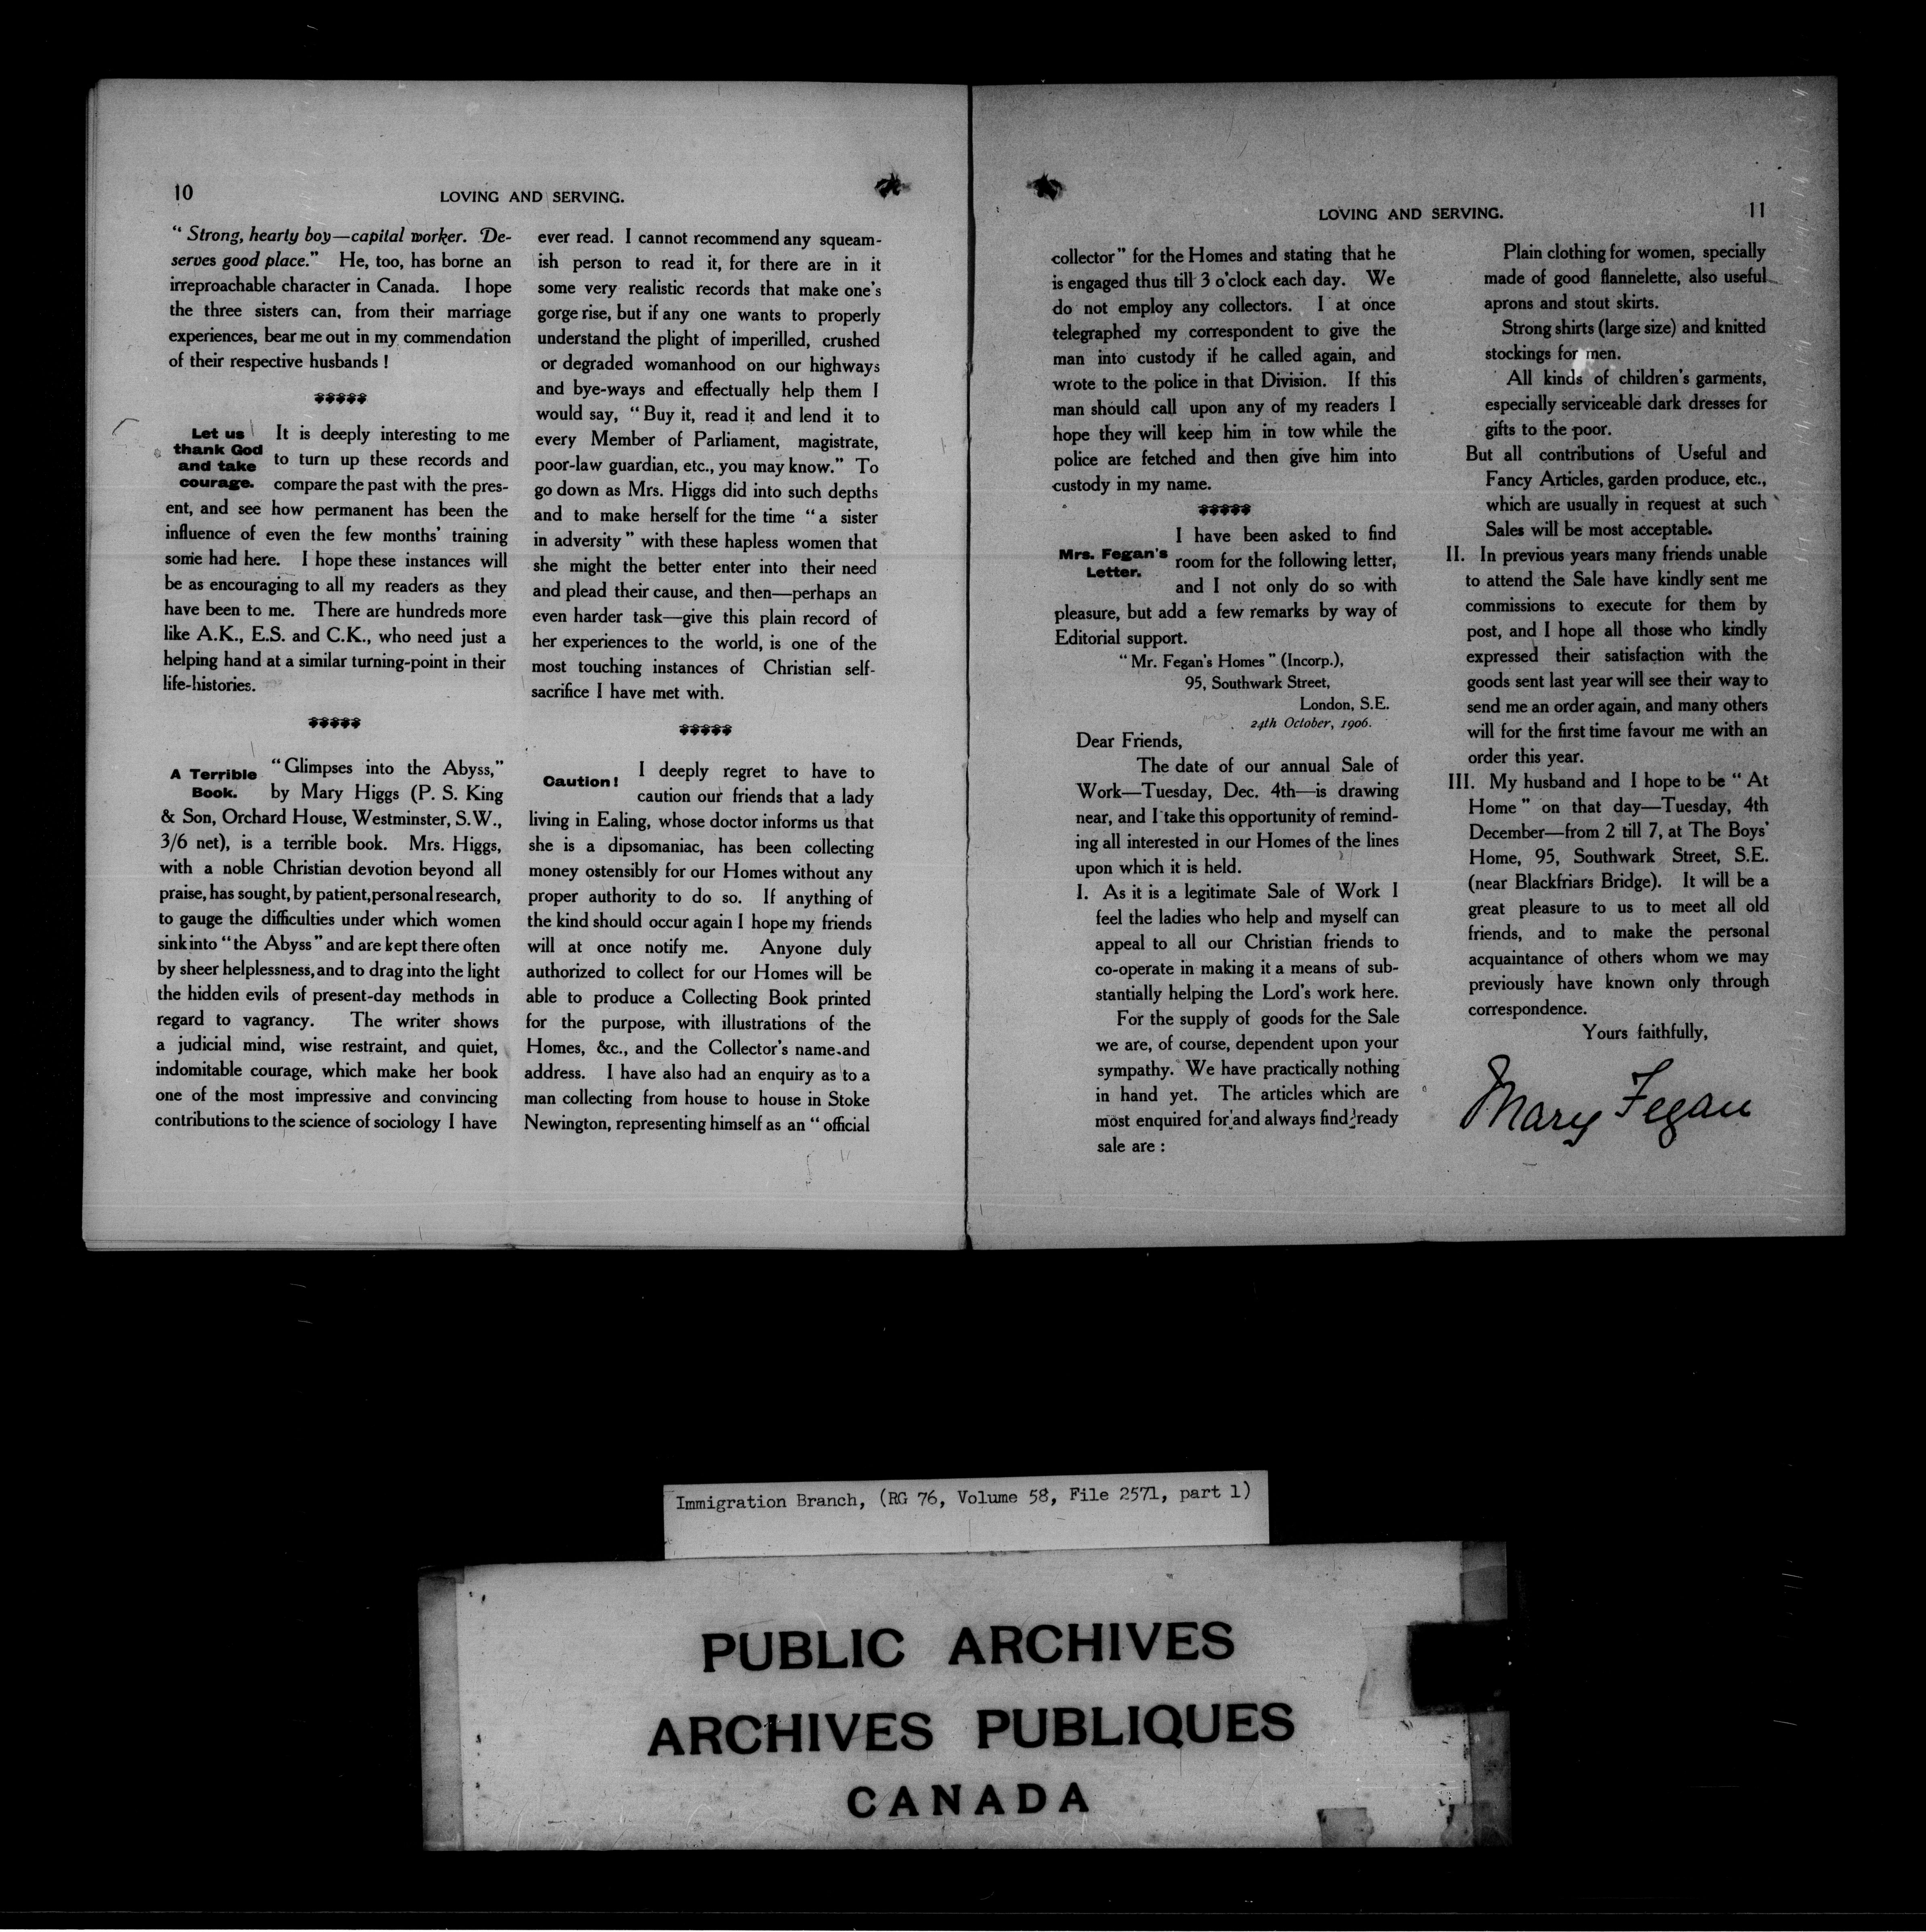 10
LOVING AND SERVING.
“ Strong, hearty boy—capital worker. De-
serves good place.” He, too, has borne an
irreproachable character in Canada. I hope
the three sisters can, from their marriage
experiences, bear me out in my commendation
of their respective husbands !
Let us
thank God
and take
courage.
It is deeply interesting to me
to turn up these records and
compare the past with the pres-
ent, and see how permanent has been the
influence of even the few months’ training
some had here. I hope these instances will
be as encouraging to all my readers as they
have been to me. There are hundreds more
like A.K., E.S. and C.K., who need just a
helping hand at a similar turning-point in their
life-histories.
A Terrible
Book.
“Glimpses into the Abyss,”
by Mary Higgs (P. S. King
& Son, Orchard House, Westminster, S.W.,
3/6 net), is a terrible book. Mrs. Higgs,
with a noble Christian devotion beyond all
praise, has sought, by patient, personal research,
to gauge the difficulties under which women
sink into “the Abyss” and are kept there often
by sheer helplessness, and to drag into the light
the hidden evils of present-day methods in
regard to vagrancy. The writer shows
a judicial mind, wise restraint, and quiet,
indomitable courage, which make her book
one of the most impressive and convincing
contributions to the science of sociology I have
ever read. I cannot recommend any squeam-
ish person to read it, for there are in it
some very realistic records that make one’s
gorge rise, but if any one wants to properly
understand the plight of imperilled, crushed
or degraded womanhood on our highways
and bye-ways and effectually help them I
would say, “Buy it, read it and lend it to
every Member of Parliament, magistrate,
poor-law guardian, etc., you may know.” To
go down as Mrs. Higgs did into such depths
and to make herself for the time “a sister
in adversity” with these hapless women that
she might the better enter into their need
and plead their cause, and then—perhaps an
even harder task—give this plain record of
her experiences to the world, is one of the
most touching instances of Christian self-
sacrifice I have met with.
Caution !
I deeply regret to have to
caution our friends that a lady
living in Ealing, whose doctor informs us that
she is a dipsomaniac, has been collecting
money ostensibly for our Homes without any
proper authority to do so. If anything of
the kind should occur again I hope my friends
will at once notify me. Anyone duly
authorized to collect for our Homes will be
able to produce a Collecting Book printed
for the purpose, with illustrations of the
Homes, &c., and the Collector’s name and
address. I have also had an enquiry as to a
man collecting from house to house in Stoke
Newington, representing himself as an “ official
LOVING AND SERVING.
11
collector” for the Homes and stating that he
is engaged thus till 3 o’clock each day. We
do not employ any collectors. I at once
telegraphed my correspondent to give the
man into custody if he called again, and
wrote to the police in that Division. If this
man should call upon any of my readers I
hope they will keep him in tow while the
police are fetched and then give him into
custody in my name.
Mrs. Fegan’s
Letter.
I have been asked to find
room for the following letter,
and I not only do so with
pleasure, but add a few remarks by way of
Editorial support.
“ Mr. Fegan’s Homes ” (Incorp.),
95, Southwark Street,
London, S.E.
24th October, 1906.
Dear Friends,
The date of our annual Sale of
Work—Tuesday, Dec. 4th—is drawing
near, and I take this opportunity of remind-
ing all interested in our Homes of the lines
upon which it is held.
I. As it is a legitimate Sale of Work I
feel the ladies who help and myself can
appeal to all our Christian friends to
co-operate in making it a means of sub-
stantially helping the Lord’s work here.
For the supply of goods for the Sale
we are, of course, dependent upon your
sympathy. We have practically nothing
in hand yet. The articles which are
most enquired for and always find ready
sale are :
Plain clothing for women, specially
made of good flannelette, also useful
aprons and stout skirts.
Strong shirts (large size) and knitted
stockings for men.
All kinds of children’s garments,
especially serviceable dark dresses for
gifts to the poor.
But all contributions of Useful and
Fancy Articles, garden produce, etc.,
which are usually in request at such
Sales will be most acceptable.
II. In previous years many friends unable
to attend the Sale have kindly sent me
commissions to execute for them by
post, and I hope all those who kindly
expressed their satisfaction with the
goods sent last year will see their way to
send me an order again, and many others
will for the first time favour me with an
order this year.
III. My husband and I hope to be “ At
Home ” on that day—Tuesday, 4th
December—from 2 till 7, at The Boys’
Home, 95, Southwark Street, S.E.
(near Blackfriars Bridge). It will be a
great pleasure to us to meet all old
friends, and to make the personal
acquaintance of others whom we may
previously have known only through
correspondence.
Yours faithfully,
Mary Fegan
Immigration Branch, (RG 76, Volume 58, File 2571, part 1)
PUBLIC ARCHIVES
ARCHIVES PUBLIQUES
CANADA